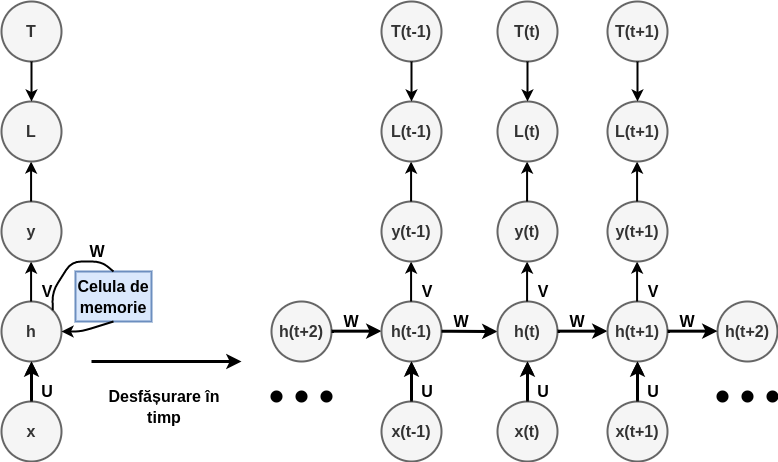 T
T(t-1)
T(t)
T(t+1)
L
L(t-1)
L(t)
L(t+1)
y
y(t-1)
y(t)
y(t+1)
W
V
Celula de
memorie
V
V
V
h
h(t+2)
W
h(t-1)
W
h(t)
W
h(t+1)
W
h(t+2)
U
Desfășurare în
timp
U
U
U
x
x(t-1)
x(t)
x(t+1)